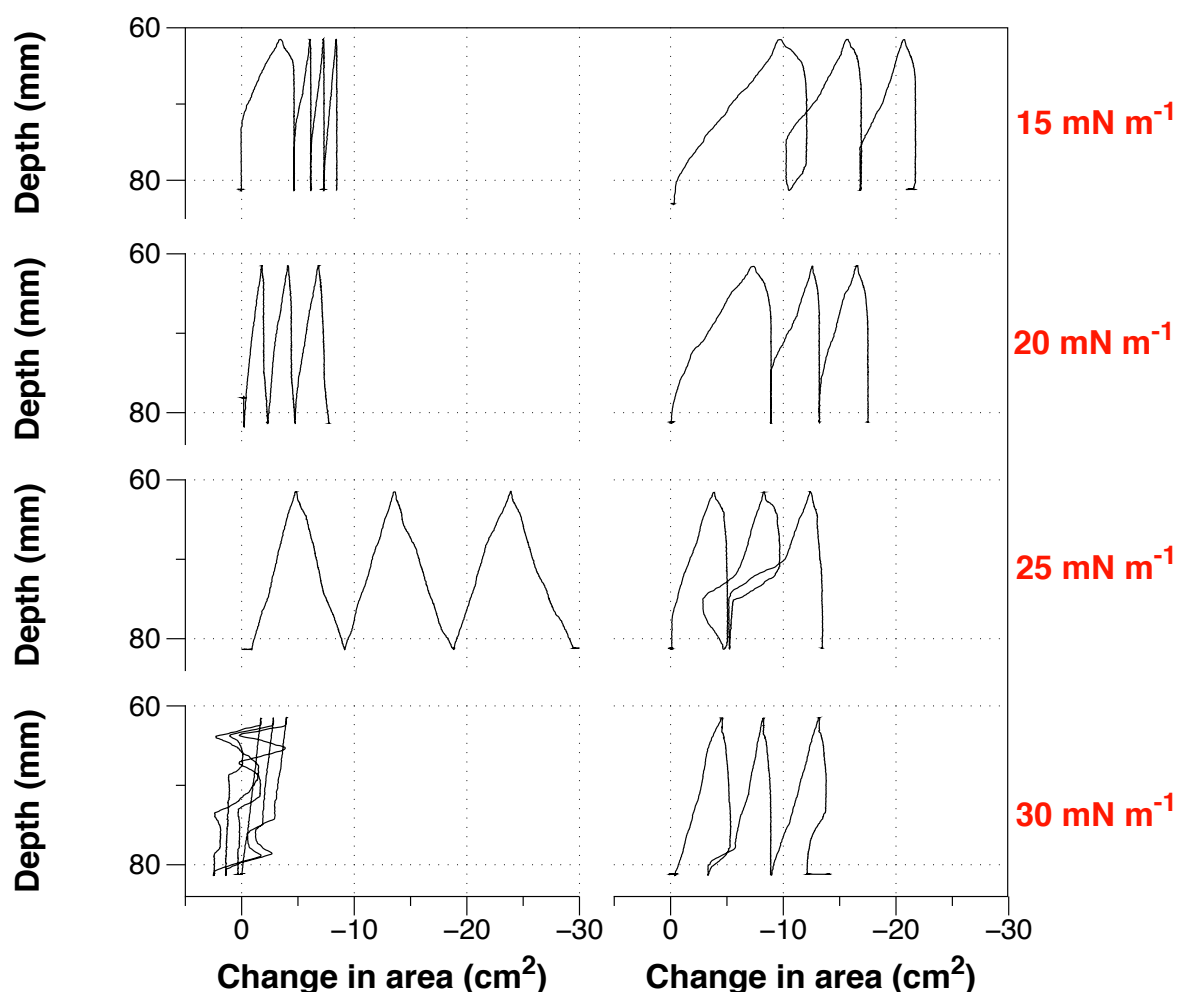 60
80
Depth (mm)
15 mN m⁻¹
60
80
Depth (mm)
20 mN m⁻¹
60
80
Depth (mm)
25 mN m⁻¹
60
80
Depth (mm)
30 mN m⁻¹
0 −10 −20 −30 0 −10 −20 −30
Change in area (cm²) Change in area (cm²)